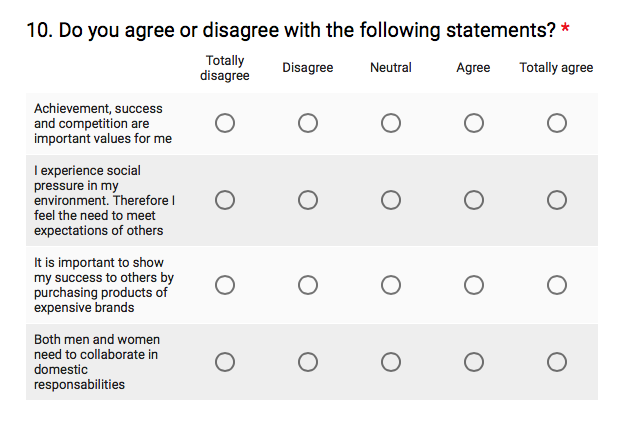 10. Do you agree or disagree with the following statements? *
Totally
disagree
Disagree
Neutral
Agree
Totally agree
Achievement, success
and competition are
important values for me
I experience social
pressure in my
environment. Therefore I
feel the need to meet
expectations of others
It is important to show
my success to others by
purchasing products of
expensive brands
Both men and women
need to collaborate in
domestic
responsabilities